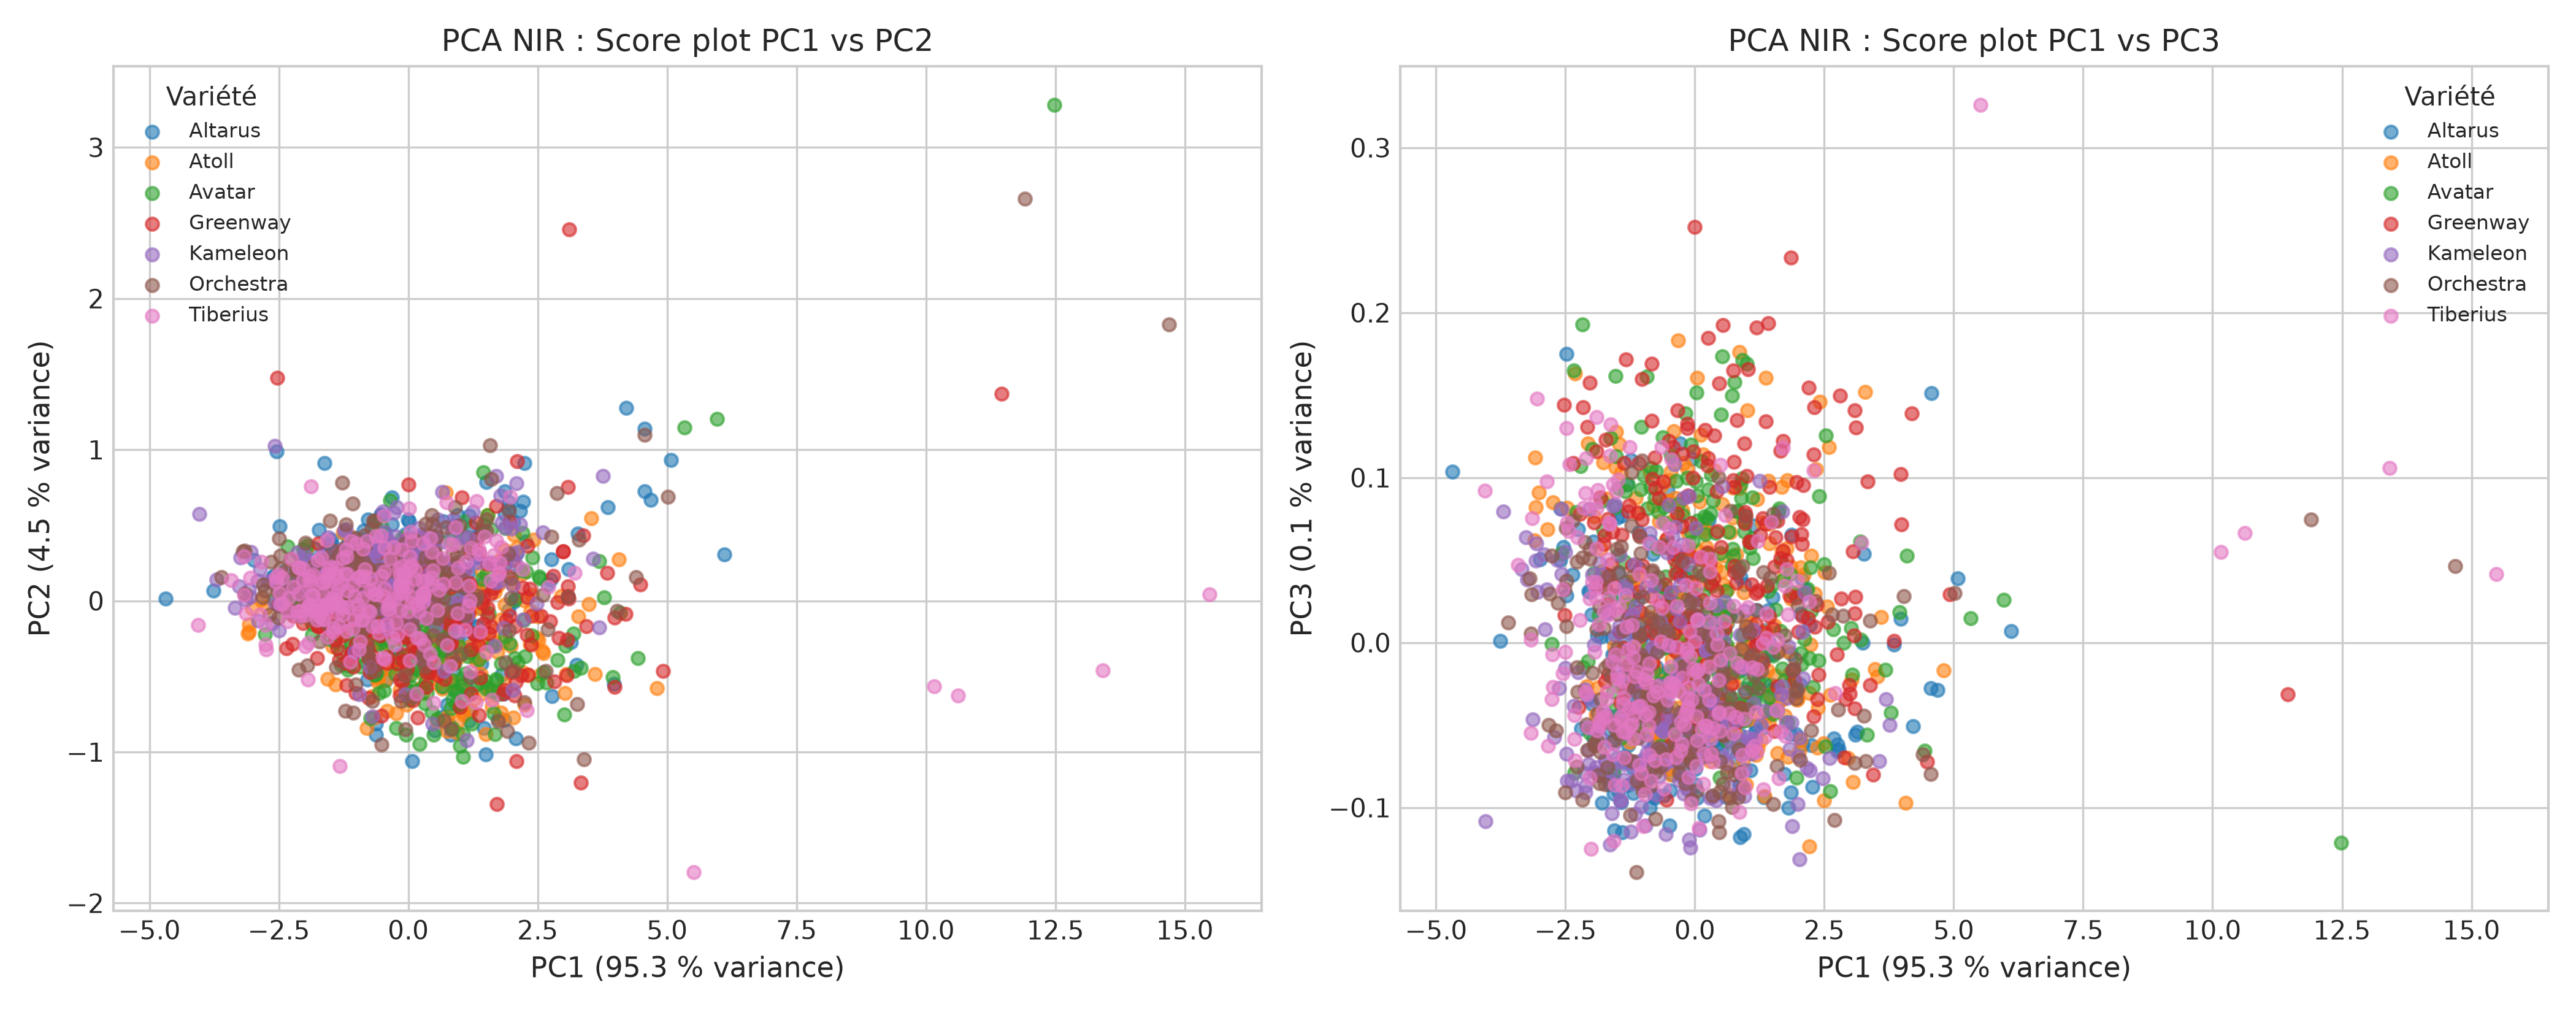 PCA NIR : Score plot PC1 vs PC2
Variété
Altarus
Atoll
Avatar
Greenway
Kameleon
Orchestra
Tiberius
3
2
1
0
−1
−2
PC2 (4.5 % variance)
−5.0 −2.5 0.0 2.5 5.0 7.5 10.0 12.5 15.0
PC1 (95.3 % variance)
PCA NIR : Score plot PC1 vs PC3
Variété
Altarus
Atoll
Avatar
Greenway
Kameleon
Orchestra
Tiberius
0.3
0.2
0.1
0.0
−0.1
PC3 (0.1 % variance)
−5.0 −2.5 0.0 2.5 5.0 7.5 10.0 12.5 15.0
PC1 (95.3 % variance)